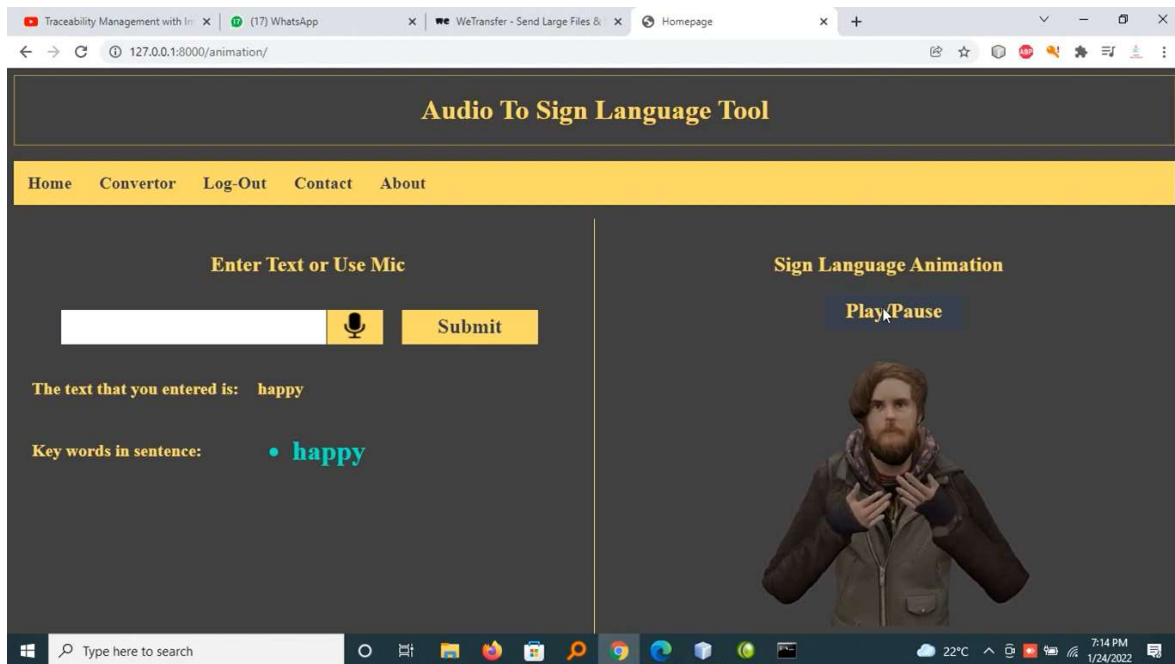 Traceability Management with Im
(17) WhatsApp
WeTransfer - Send Large Files &
Homepage
127.0.0.1:8000/animation/
ABP
Audio To Sign Language Tool
Home Convertor Log-Out Contact About
Enter Text or Use Mic
Submit
The text that you entered is: happy
Key words in sentence:
• happy
Sign Language Animation
Play/Pause
Type here to search
22°C
7:14 PM
1/24/2022